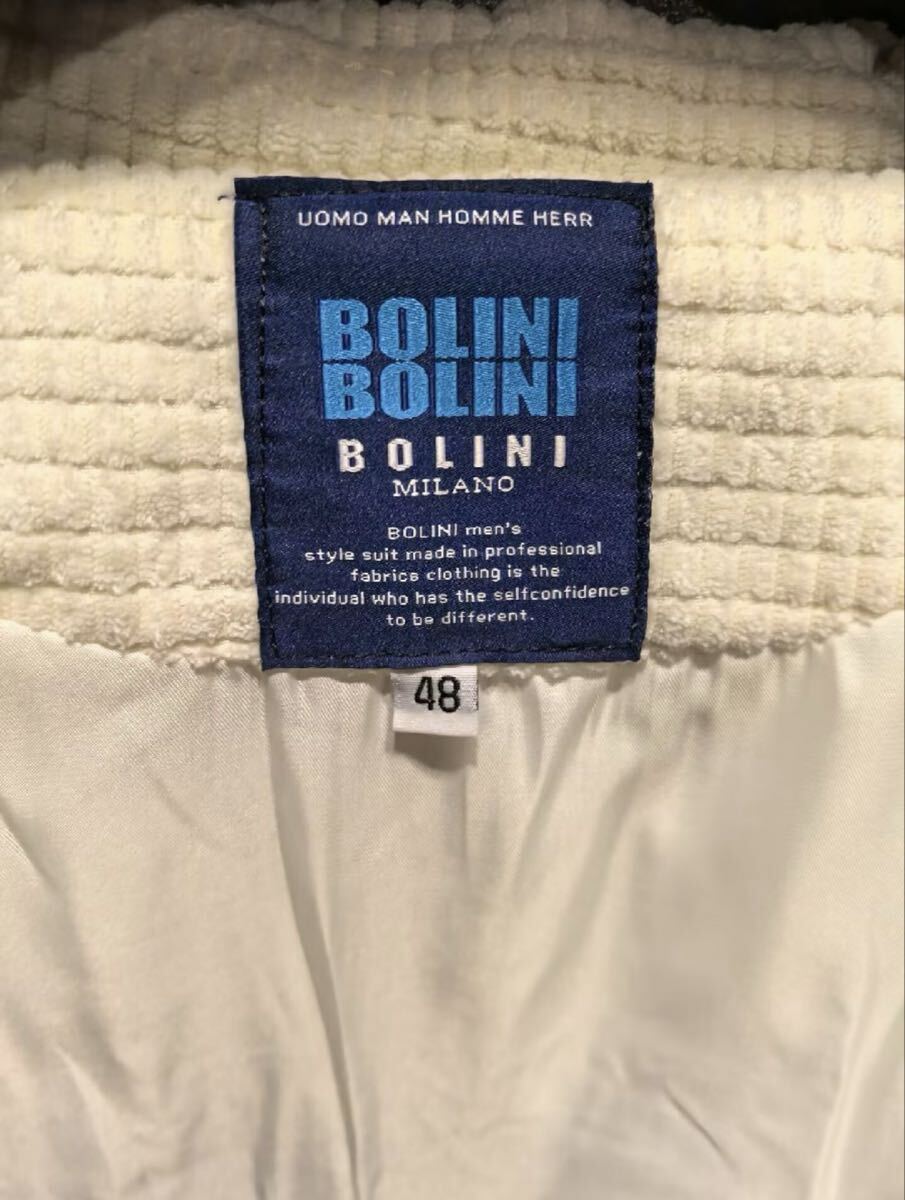 UOMO MAN HOMME HERR
BOLINI
BOLINI
BOLINI
MILANO
BOLINI men's
style suit made in professional
fabrics clothing is the
individual who has the selfconfidence
to be different.
48